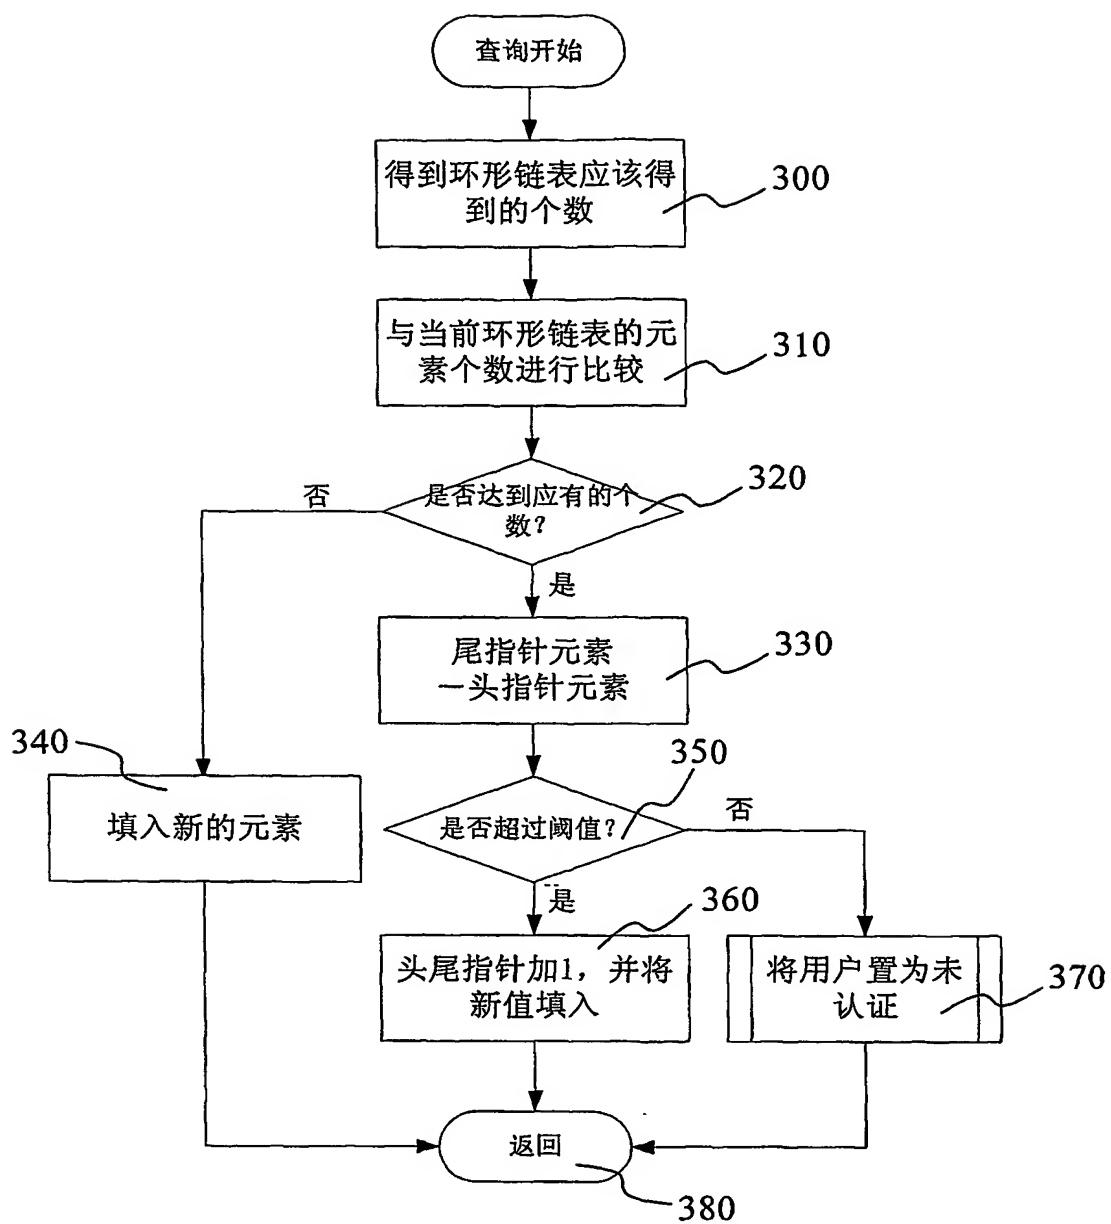 查询开始
得到环形链表应该得
到的个数
300
与当前环形链表的元
素个数进行比较
310
是否达到应有的个
数?
320
否
是
尾指针元素
－头指针元素
330
340
填入新的元素
350
是否超过阈值?
否
是
360
头尾指针加1，并将
新值填入
将用户置为未
认证
370
返回
380